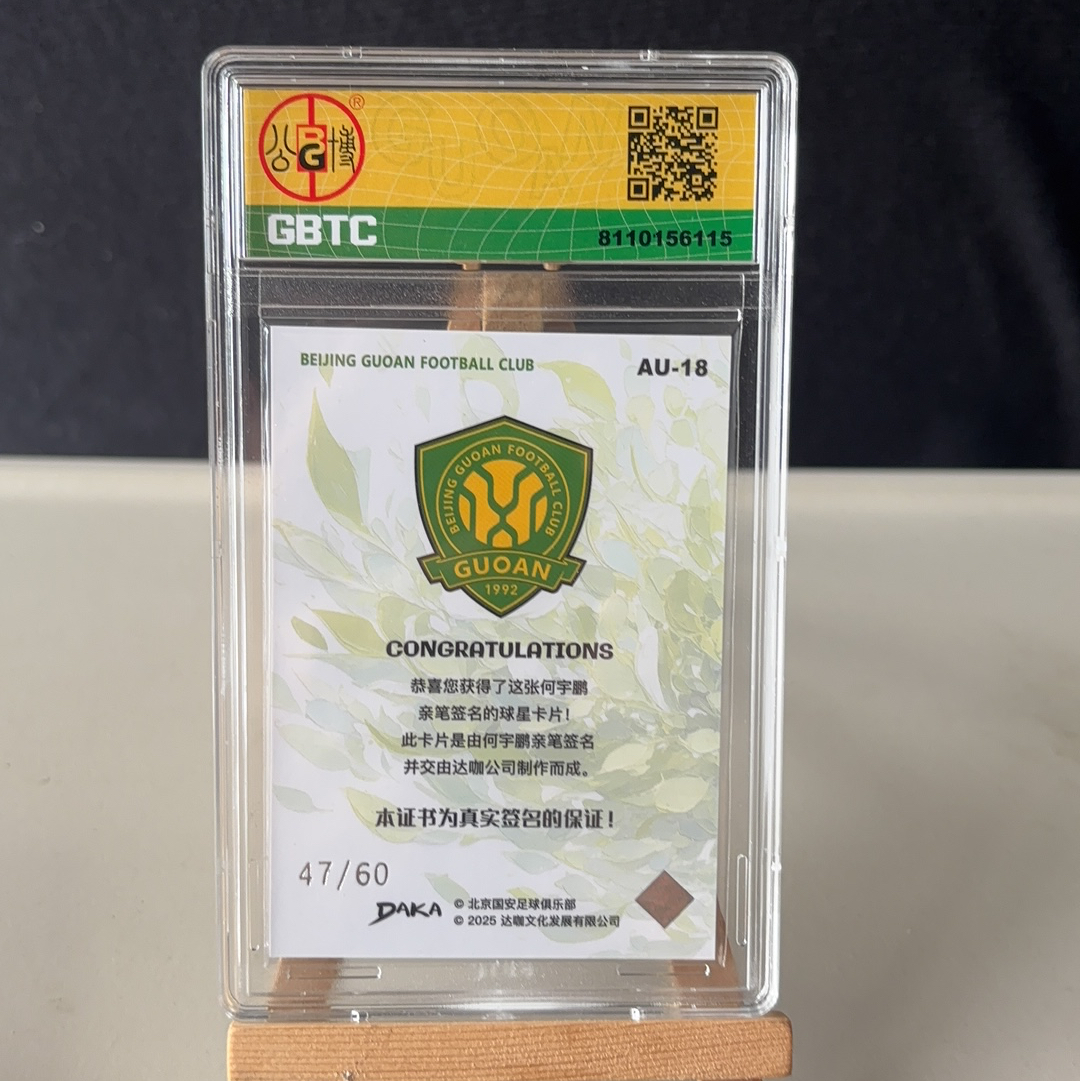 公 BG 博 ®
GBTC
8110156115
BEIJING GUOAN FOOTBALL CLUB
AU-18
BEIJING GUOAN FOOTBALL CLUB
GUOAN
1992
CONGRATULATIONS
恭喜您获得了这张何宇鹏
亲笔签名的球星卡片!
此卡片是由何宇鹏亲笔签名
并交由达咖公司制作而成。
本证书为真实签名的保证!
47/60
DAKA
© 北京国安足球俱乐部
© 2025 达咖文化发展有限公司